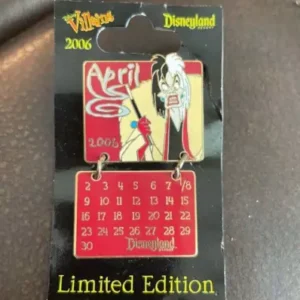 Villains Disneyland
2006
April
2006
2 3 4 5 6 7 1/8
9 10 11 12 13 14 15
16 17 18 19 20 21 22
23 24 25 26 27 28 29
30 Disneyland
Limited Edition